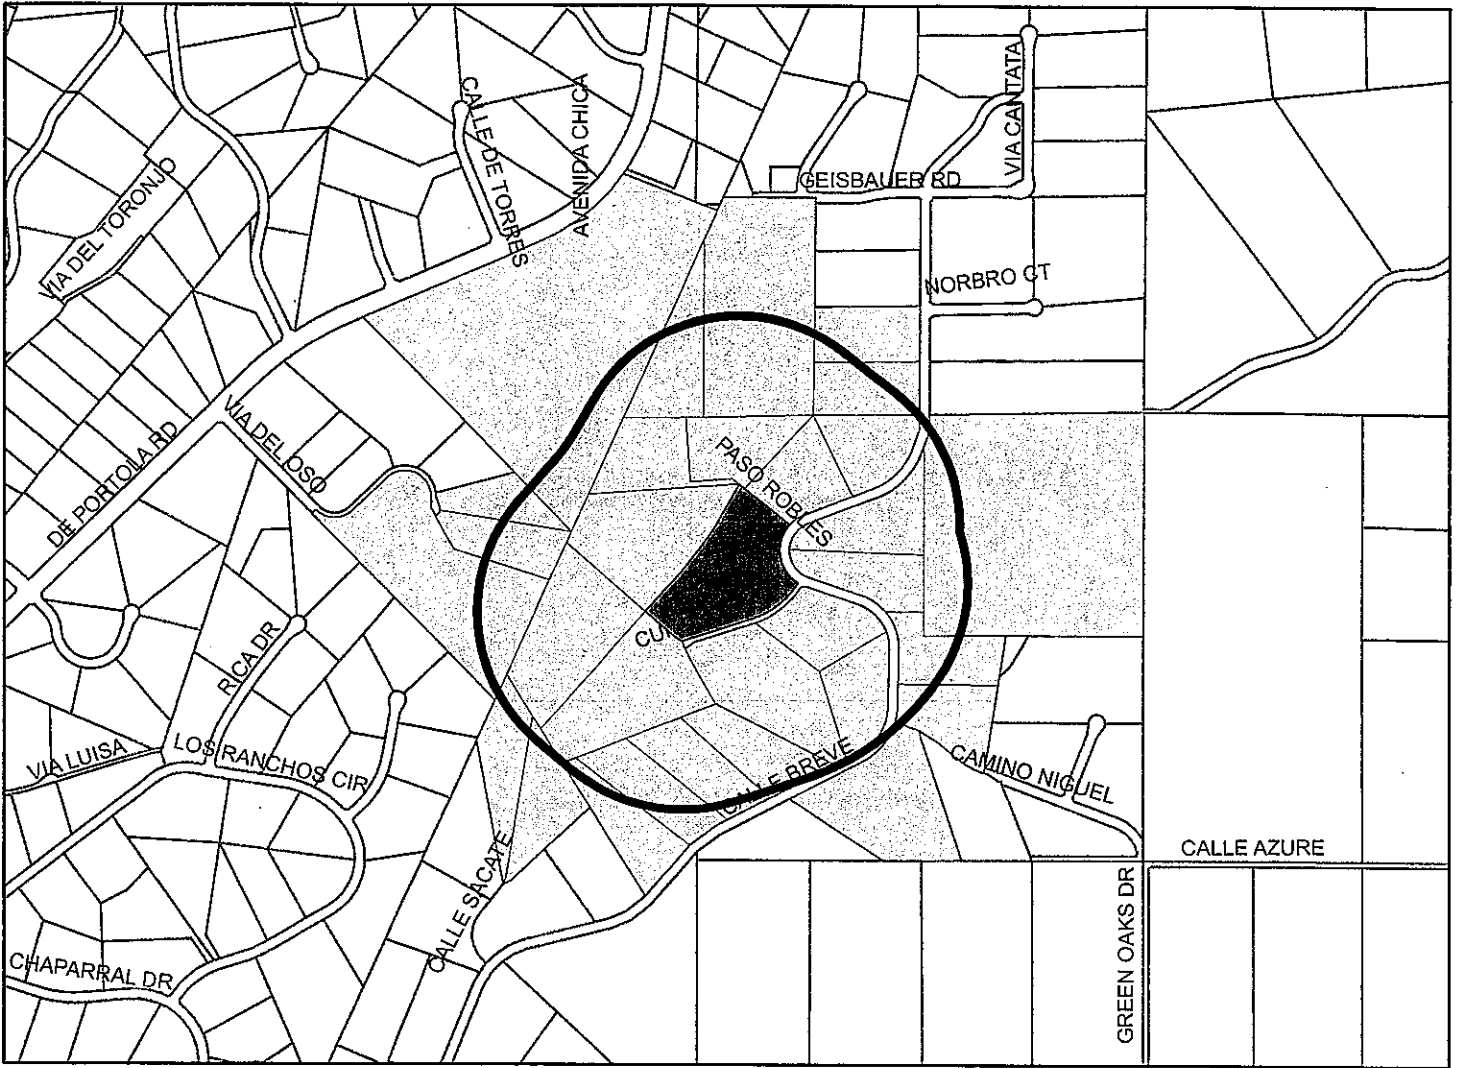 CALLE DE TORRES
AVENIDA CHICA
VIA CANTATA
VIA DEL TORONJO
GEISBAUER RD
NORBRO CT
VIA DEL OSO
DE PORTOLA RD
PASO ROBLES
RICA DR
VIA LUISA
LOS RANCHOS CIR
CALLE BREVE
CAMINO NIGUEL
CALLE AZURE
CALLE SACATE
CHAPARRAL DR
GREEN OAKS DR